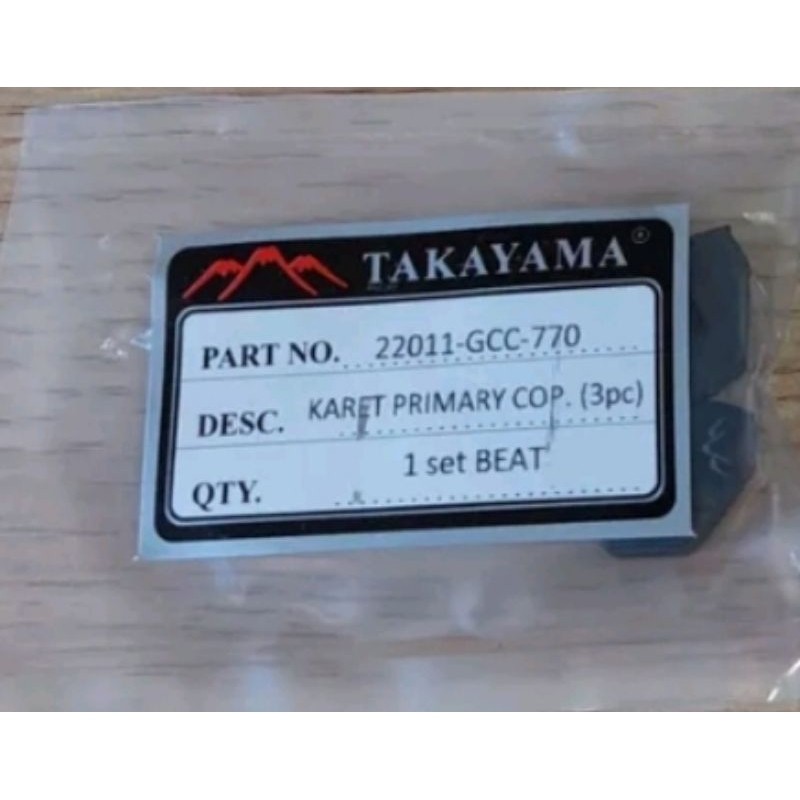 TAKAYAMA®
PART NO. 22011-GCC-770
DESC. KARET PRIMARY COP. (3pc)
QTY. 1 set BEAT